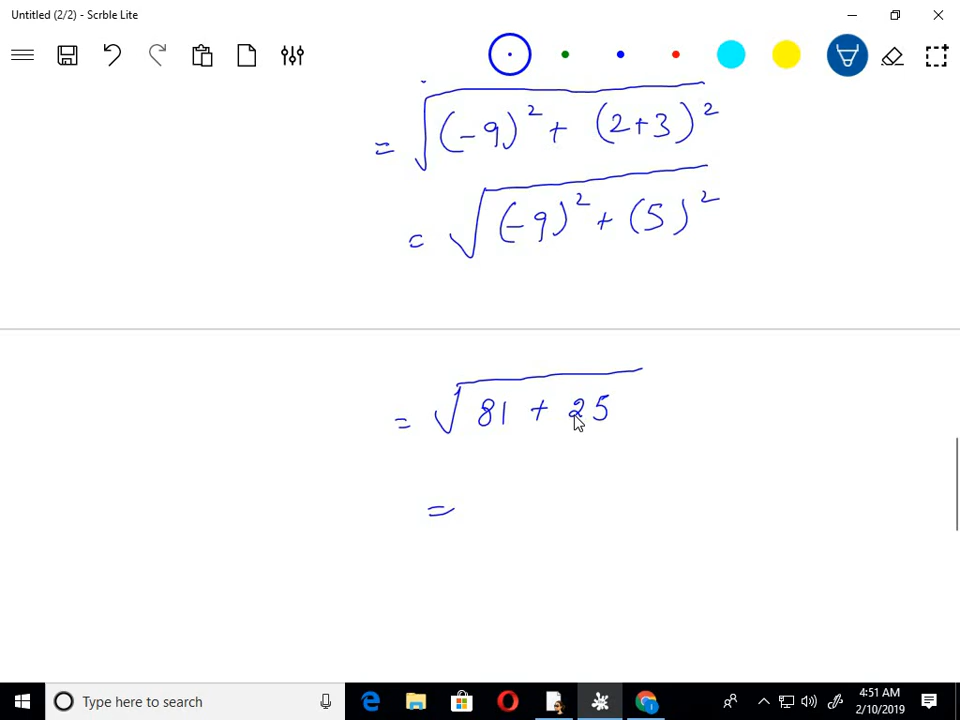 Untitled (2/2) - Scrble Lite
= √((-9)² + (2+3)²)
= √((-9)² + (5)²)
= √(81 + 25)
=
Type here to search
4:51 AM
2/10/2019